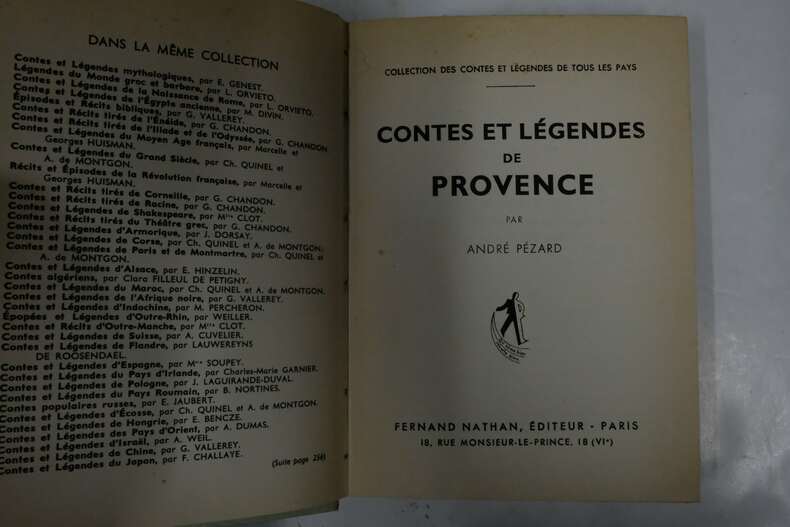 DANS LA MÊME COLLECTION
Contes et Légendes mythologiques, par E. GENEST.
Légendes du Monde grec et barbare, par L. ORVIETO.
Contes et Légendes de la Naissance de Rome, par L. ORVIETO.
Contes et Légendes de l'Égypte ancienne, par M. DIVIN.
Épisodes et Récits bibliques, par G. VALLEREY.
Contes et Récits tirés de l'Énéide, par G. CHANDON.
Contes et Récits tirés de l'Iliade et de l'Odyssée, par G. CHANDON
Contes et Légendes du Moyen Age français, par Marcelle et
Georges HUISMAN.
Contes et Légendes du Grand Siècle, par Ch. QUINEL et
A. de MONTGON.
Récits et Épisodes de la Révolution française, par Marcelle et
Georges HUISMAN.
Contes et Récits tirés de Corneille, par G. CHANDON.
Contes et Récits tirés de Racine, par G. CHANDON.
Contes et Légendes de Shakespeare, par Mme CLOT.
Contes et Récits tirés du Théâtre grec, par G. CHANDON.
Contes et Légendes d'Armorique, par J. DORSAY.
Contes et Légendes de Corse, par Ch. QUINEL et A. de MONTGON.
Contes et Légendes de Paris et de Montmartre, par Ch. QUINEL et
A. de MONTGON.
Contes et Légendes d'Alsace, par E. HINZELIN.
Contes algériens, par Clara FILLEUL DE PETIGNY.
Contes et Légendes du Maroc, par Ch. QUINEL et A. de MONTGON.
Contes et Légendes de l'Afrique noire, par G. VALLEREY.
Contes et Légendes d'Indochine, par M. PERCHERON.
Épopées et Légendes d'Outre-Rhin, par WEILLER.
Contes et Récits d'Outre-Manche, par Mme CLOT.
Contes et Légendes de Suisse, par A. CUVELIER.
Contes et Légendes de Flandre, par LAUWEREYNS
DE ROOSENDAEL.
Contes et Légendes d'Espagne, par Mme SOUPEY.
Contes et Légendes du Pays d'Irlande, par Charles-Marie GARNIER.
Contes et Légendes de Pologne, par J. LAGUIRANDE-DUVAL.
Contes et Légendes du Pays Roumain, par B. NORTINES.
Contes populaires russes, par E. JAUBERT.
Contes et Légendes d'Écosse, par Ch. QUINEL et A. de MONTGON.
Contes et Légendes de Hongrie, par E. BENCZE.
Contes et Légendes des Pays d'Orient, par A. DUMAS.
Contes et Légendes d'Israël, par A. WEIL.
Contes et Légendes de Chine, par G. VALLEREY.
Contes et Légendes du Japon, par F. CHALLAYE.
(Suite page 256)
COLLECTION DES CONTES ET LÉGENDES DE TOUS LES PAYS
CONTES ET LÉGENDES
DE
PROVENCE
PAR
ANDRÉ PÉZARD
FERNAND NATHAN, ÉDITEUR - PARIS
18, RUE MONSIEUR-LE-PRINCE, 18 (VIe)